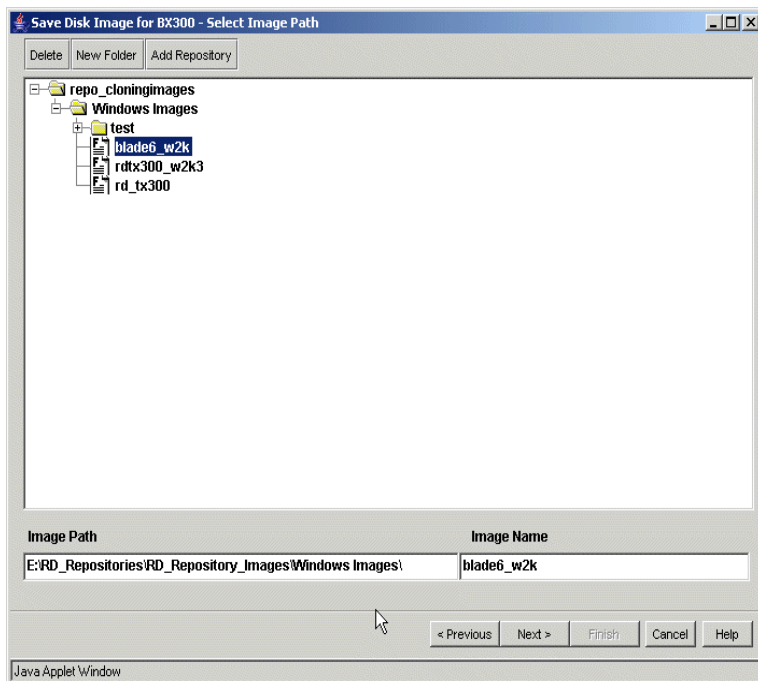 Save Disk Image for BX300 - Select Image Path
Delete New Folder Add Repository
repo_cloningimages
Windows Images
test
blade6_w2k
rdtx300_w2k3
rd_tx300
Image Path Image Name
E:\RD_Repositories\RD_Repository_Images\Windows Images\ blade6_w2k
< Previous Next > Finish Cancel Help
Java Applet Window